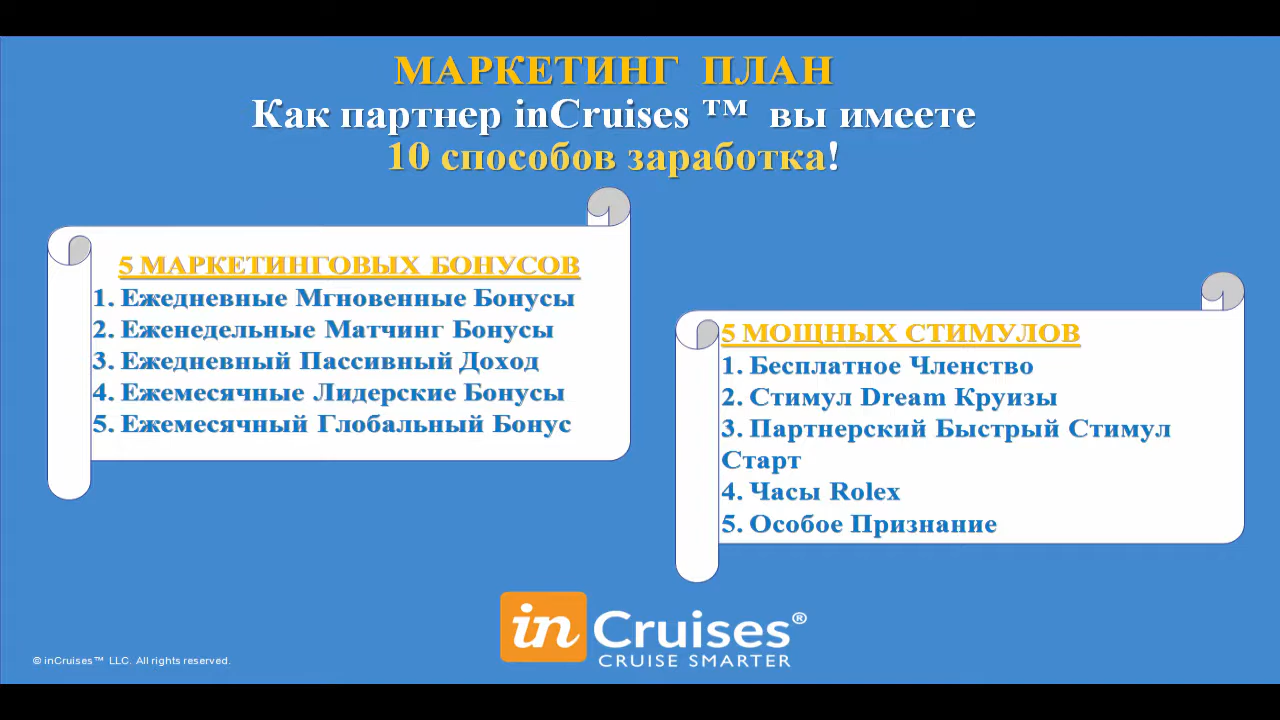 МАРКЕТИНГ ПЛАН
Как партнер inCruises ™ вы имеете
10 способов заработка!
5 МАРКЕТИНГОВЫХ БОНУСОВ
1. Ежедневные Мгновенные Бонусы
2. Еженедельные Матчинг Бонусы
3. Ежедневный Пассивный Доход
4. Ежемесячные Лидерские Бонусы
5. Ежемесячный Глобальный Бонус
5 МОЩНЫХ СТИМУЛОВ
1. Бесплатное Членство
2. Стимул Dream Круизы
3. Партнерский Быстрый Стимул
Старт
4. Часы Rolex
5. Особое Признание
in Cruises®
CRUISE SMARTER
© inCruises™ LLC. All rights reserved.